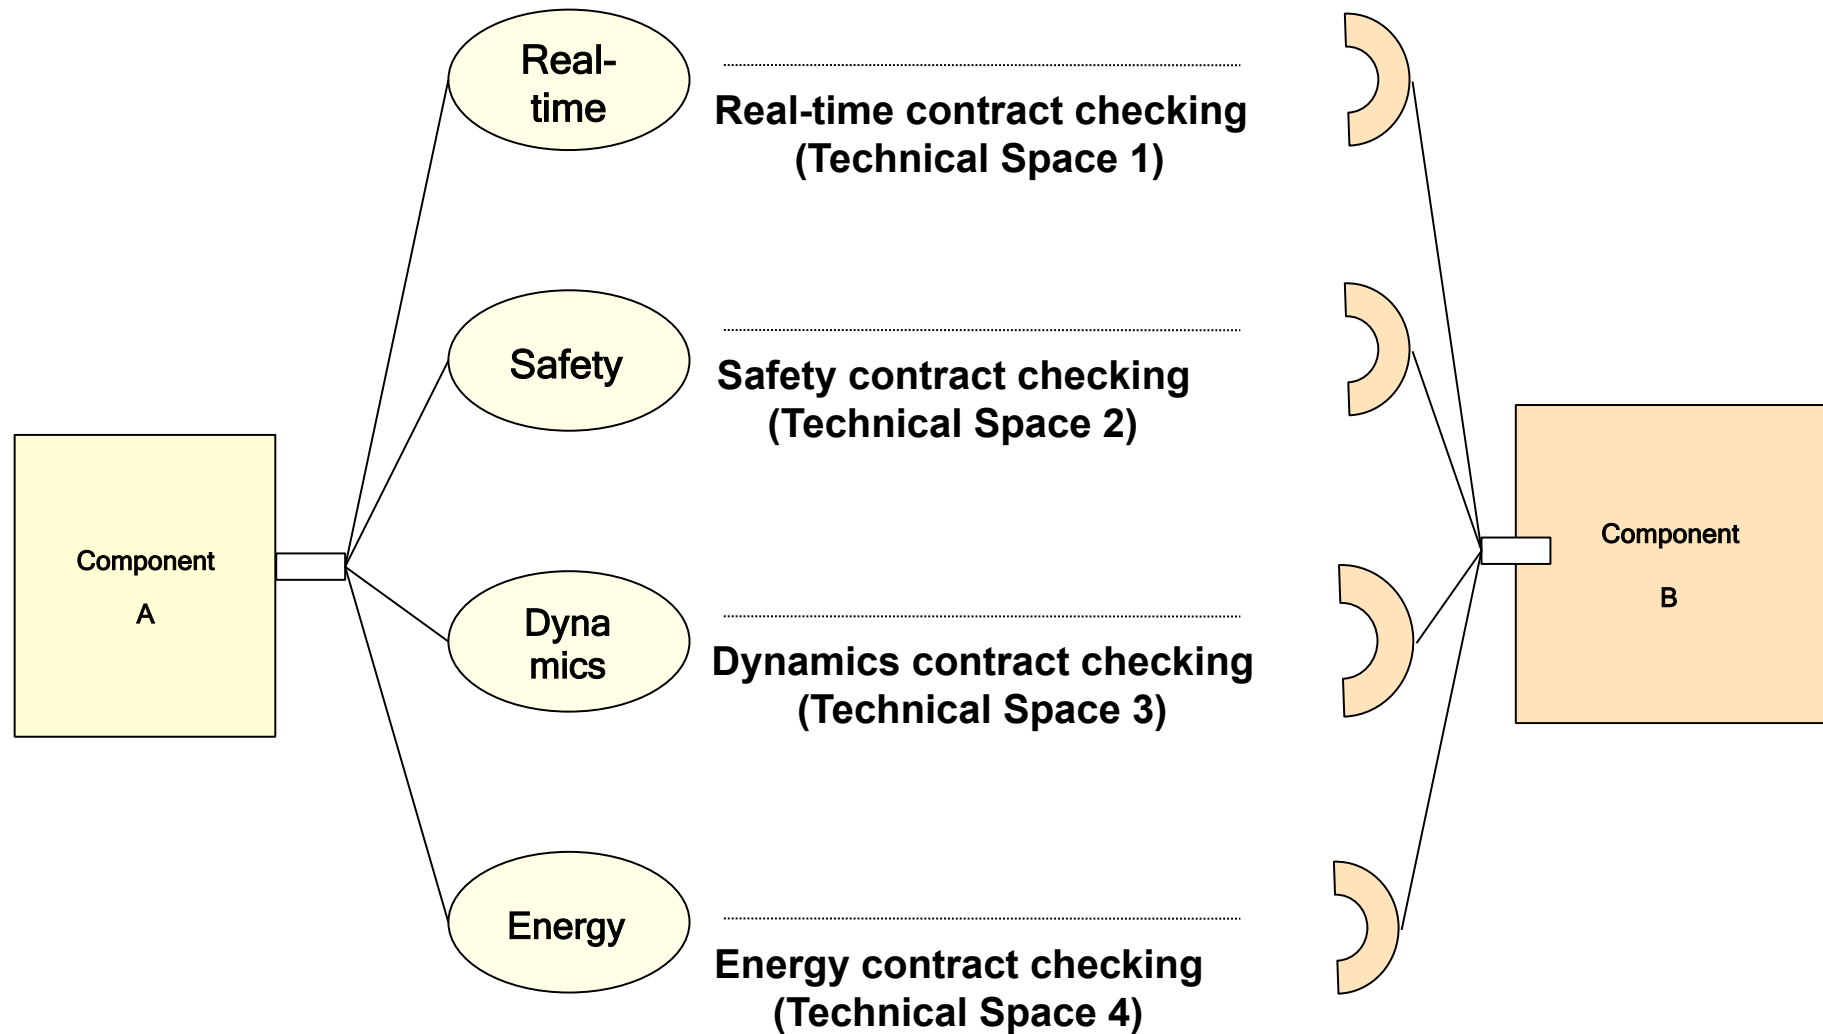 Real-
time
Real-time contract checking
(Technical Space 1)
Safety
Safety contract checking
(Technical Space 2)
Component
A
Component
B
Dyna
mics
Dynamics contract checking
(Technical Space 3)
Energy
Energy contract checking
(Technical Space 4)